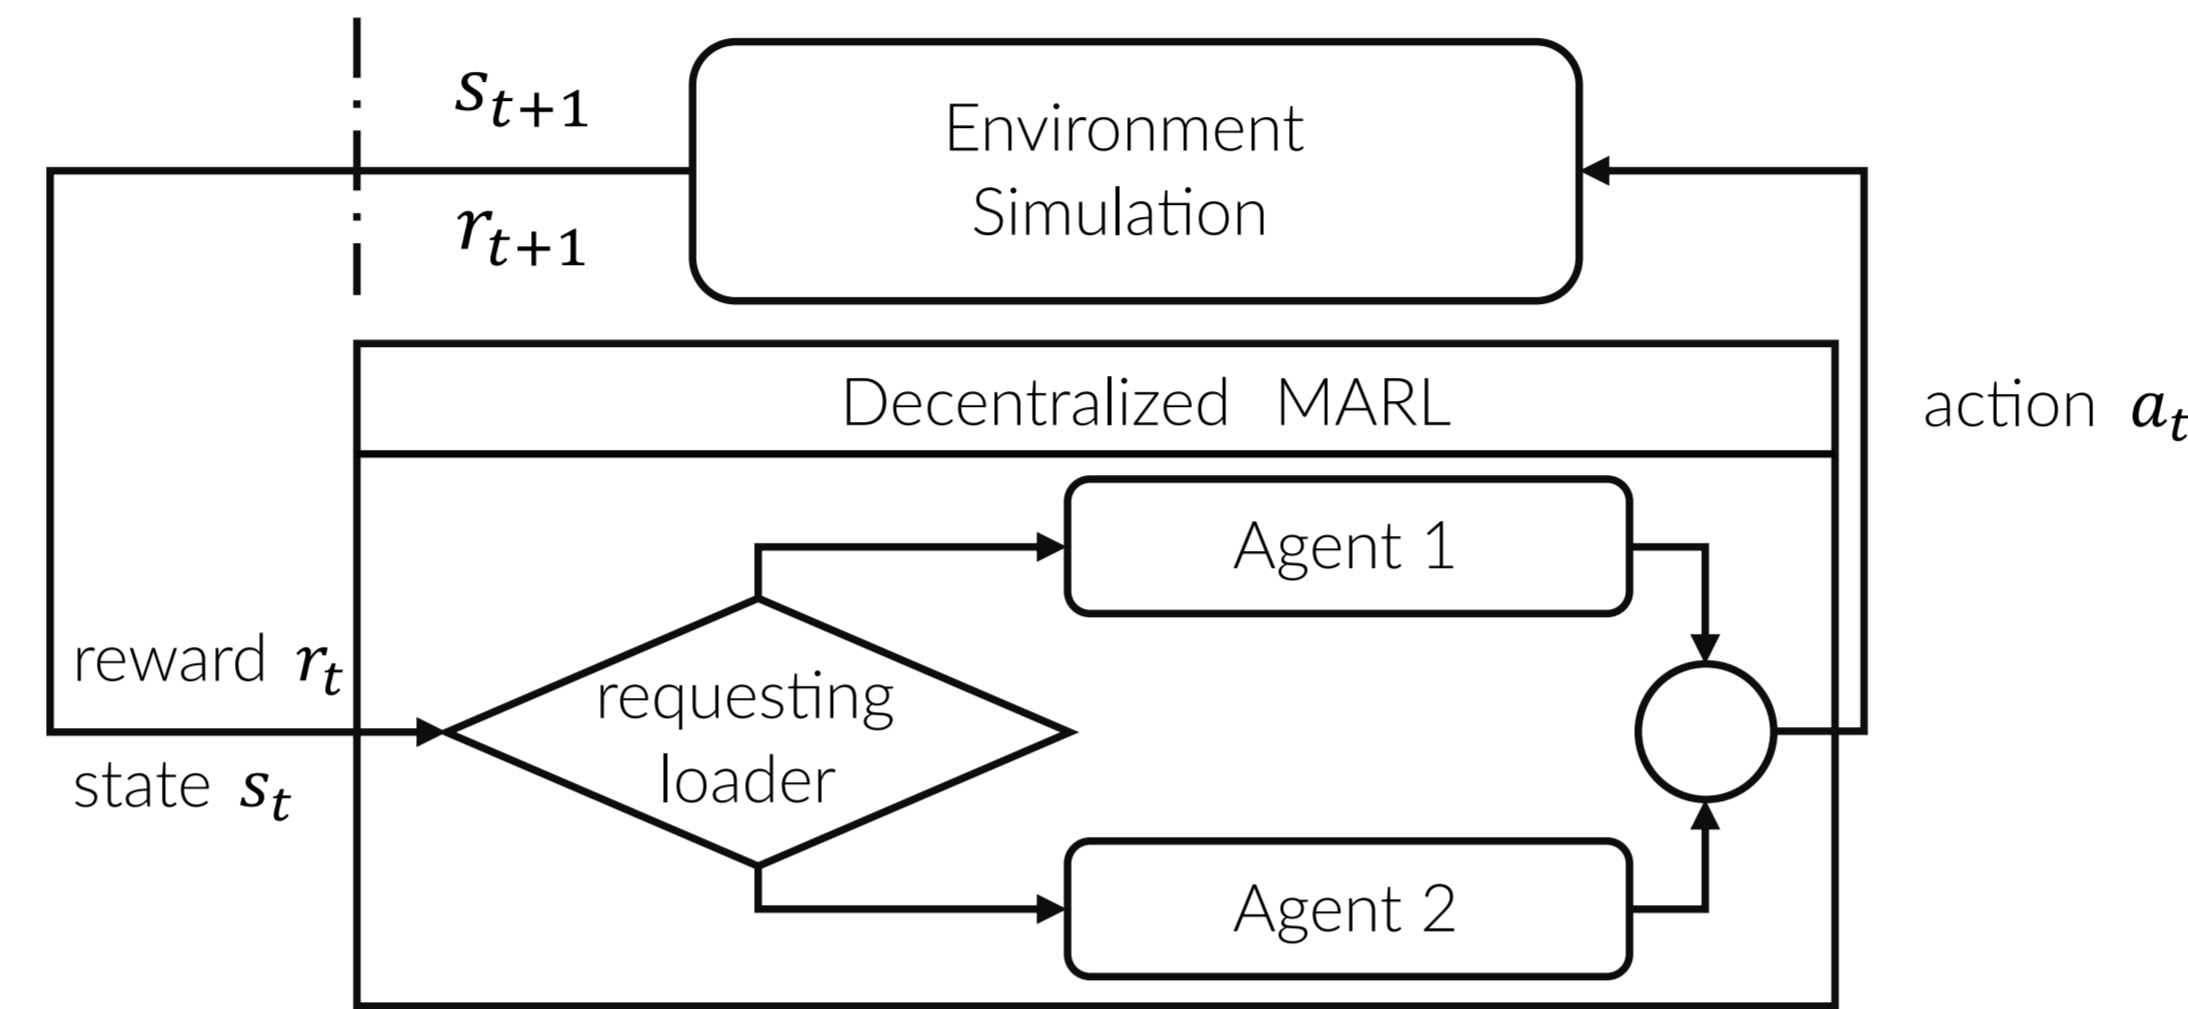 s_{t+1}
r_{t+1}
Environment
Simulation
Decentralized MARL
action a_t
Agent 1
reward r_t
requesting
loader
state s_t
Agent 2